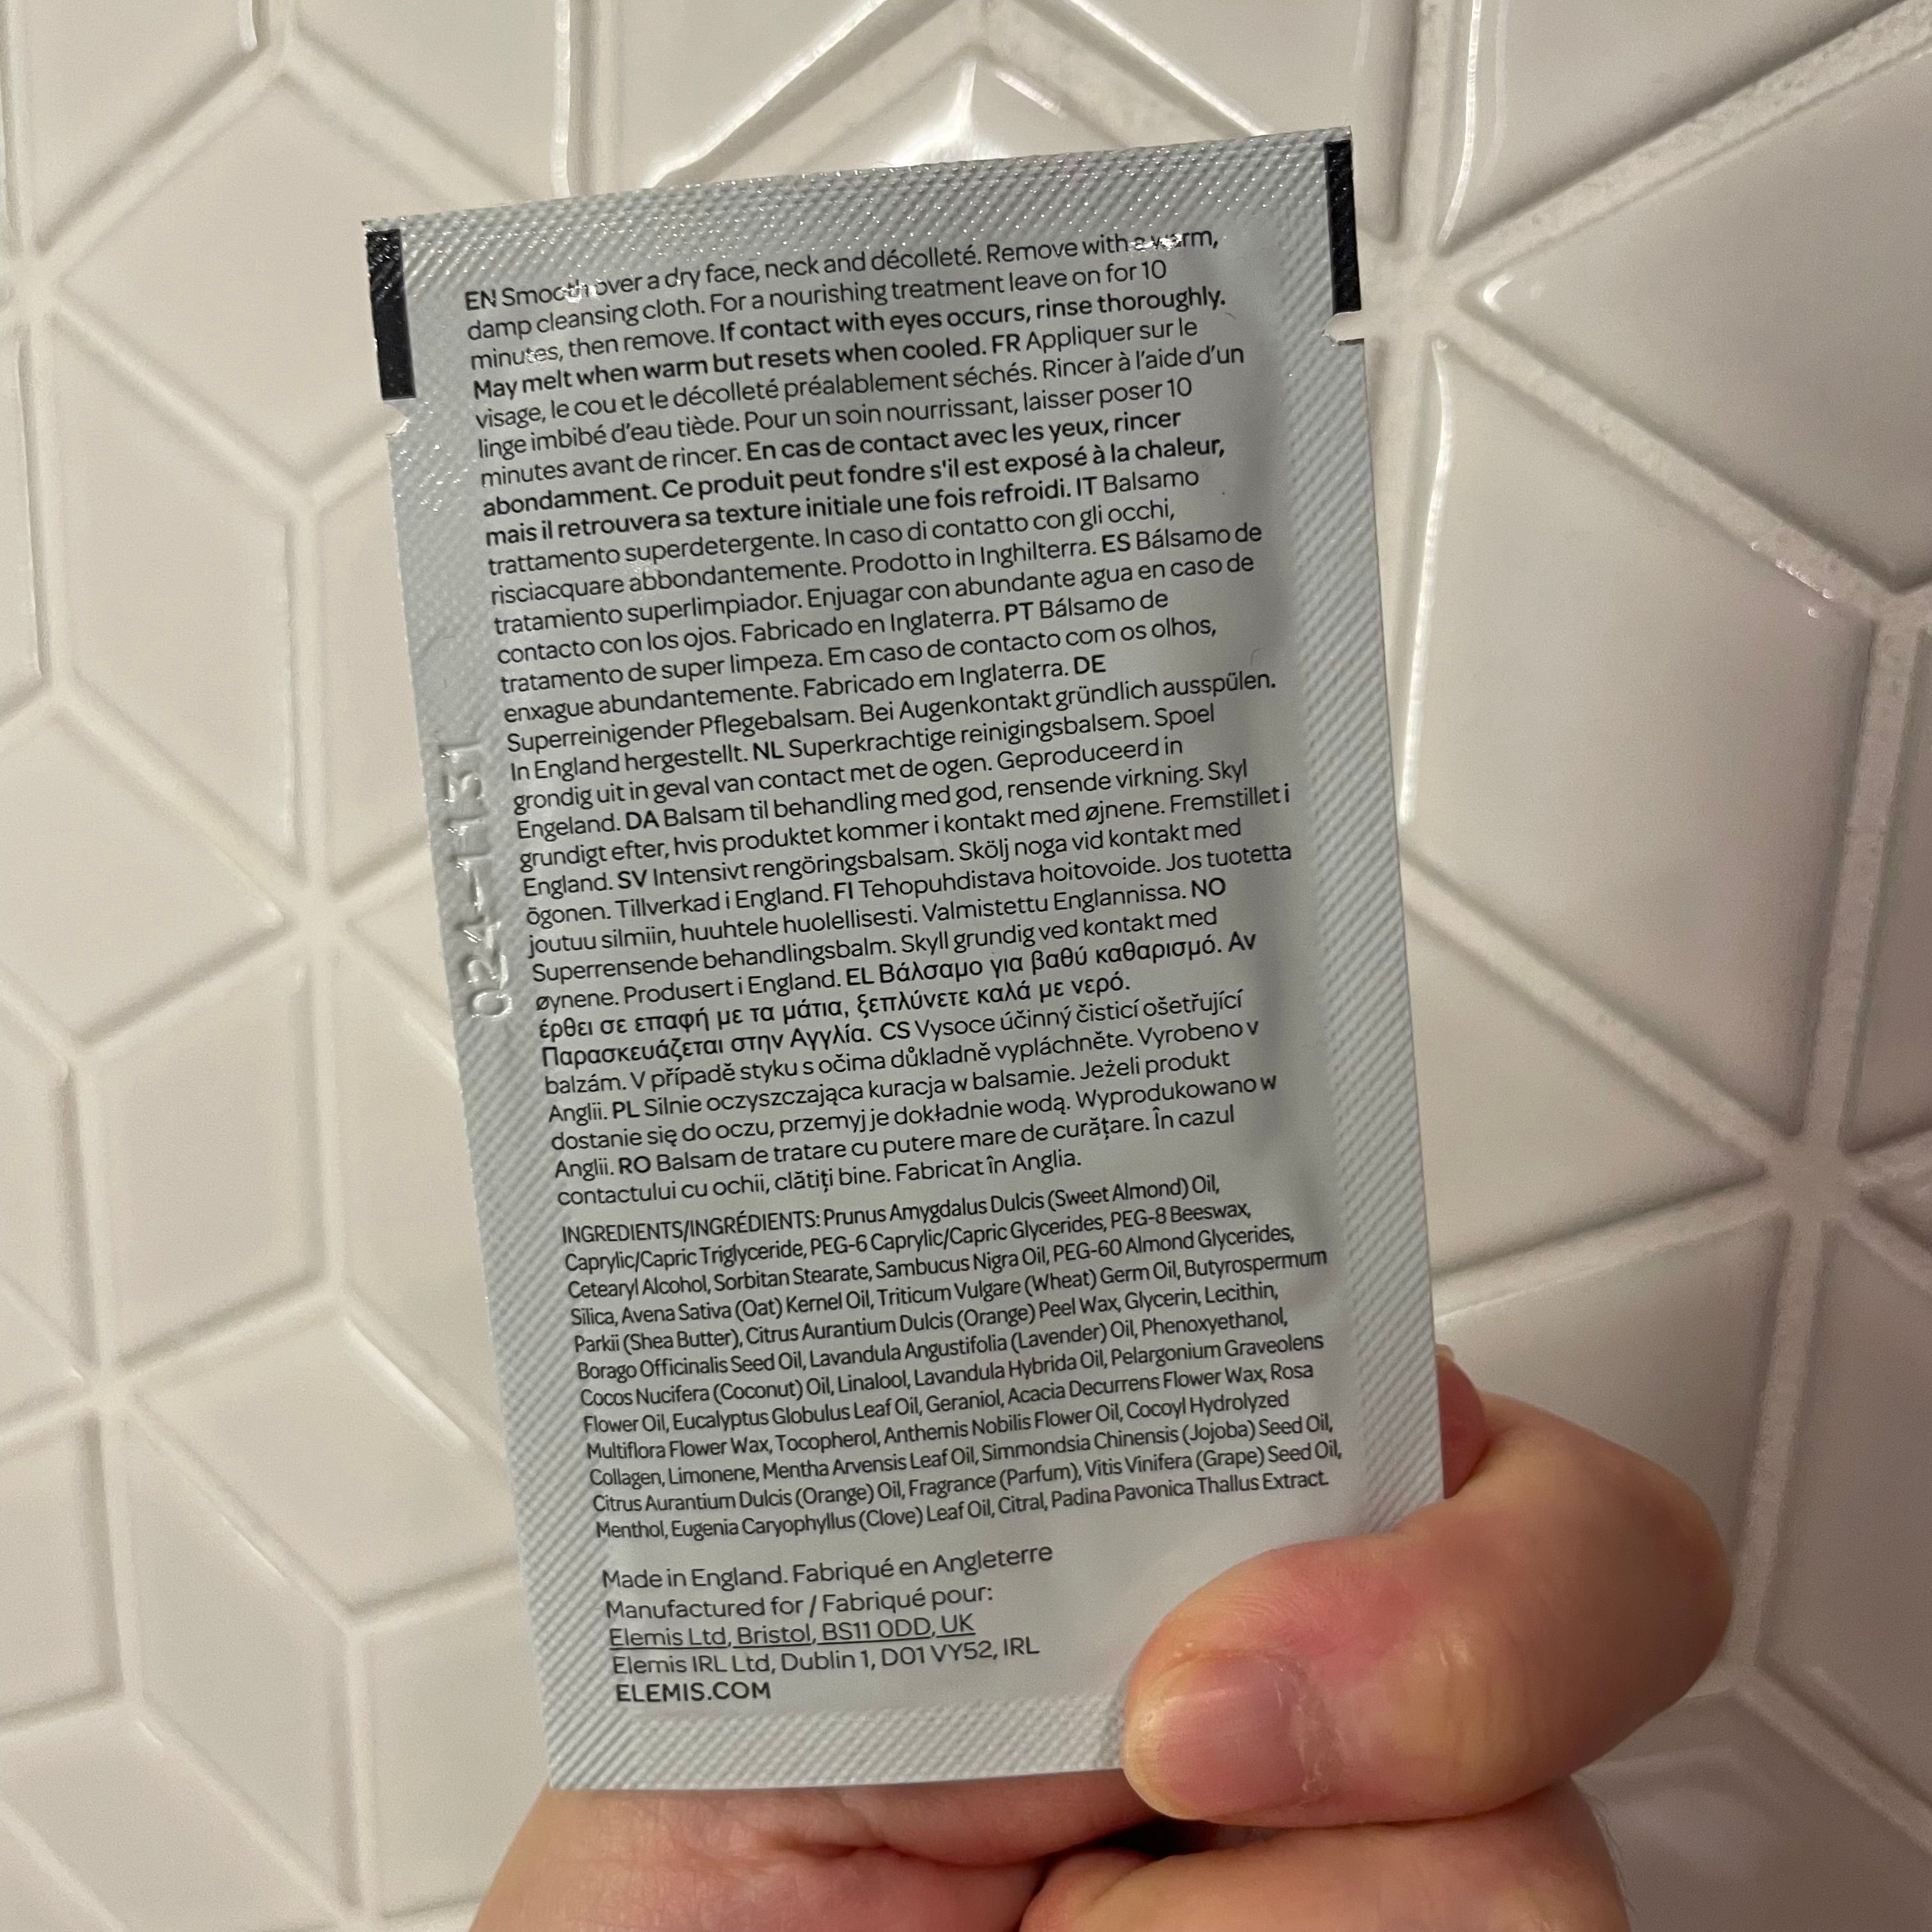 EN Smooth over a dry face, neck and décolleté. Remove with a warm,
damp cleansing cloth. For a nourishing treatment leave on for 10
minutes, then remove. If contact with eyes occurs, rinse thoroughly.
May melt when warm but resets when cooled. FR Appliquer sur le
visage, le cou et le décolleté préalablement séchés. Rincer à l'aide d'un
linge imbibé d'eau tiède. Pour un soin nourrissant, laisser poser 10
minutes avant de rincer. En cas de contact avec les yeux, rincer
abondamment. Ce produit peut fondre s'il est exposé à la chaleur,
mais il retrouvera sa texture initiale une fois refroidi. IT Balsamo
trattamento superdetergente. In caso di contatto con gli occhi,
risciacquare abbondantemente. Prodotto in Inghilterra. ES Bálsamo de
tratamiento superlimpiador. Enjuagar con abundante agua en caso de
contacto con los ojos. Fabricado en Inglaterra. PT Bálsamo de
tratamento de super limpeza. Em caso de contacto com os olhos,
enxague abundantemente. Fabricado em Inglaterra. DE
Superreinigender Pflegebalsam. Bei Augenkontakt gründlich ausspülen.
In England hergestellt. NL Superkrachtige reinigingsbalsem. Spoel
grondig uit in geval van contact met de ogen. Geproduceerd in
Engeland. DA Balsam til behandling med god, rensende virkning. Skyl
grundigt efter, hvis produktet kommer i kontakt med øjnene. Fremstillet i
England. SV Intensivt rengöringsbalsam. Skölj noga vid kontakt med
ögonen. Tillverkad i England. FI Tehopuhdistava hoitovoide. Jos tuotetta
joutuu silmiin, huuhtele huolellisesti. Valmistettu Englannissa. NO
Superrensende behandlingsbalm. Skyll grundig ved kontakt med
øynene. Produsert i England. EL Βάλσαμο για βαθύ καθαρισμό. Αν
έρθει σε επαφή με τα μάτια, ξεπλύνετε καλά με νερό.
Παρασκευάζεται στην Αγγλία. CS Vysoce účinný čisticí ošetřující
balzám. V případě styku s očima důkladně vypláchněte. Vyrobeno v
Anglii. PL Silnie oczyszczająca kuracja w balsamie. Jeżeli produkt
dostanie się do oczu, przemyj je dokładnie wodą. Wyprodukowano w
Anglii. RO Balsam de tratare cu putere mare de curățare. În cazul
contactului cu ochii, clătiți bine. Fabricat în Anglia.
INGREDIENTS/INGRÉDIENTS: Prunus Amygdalus Dulcis (Sweet Almond) Oil,
Caprylic/Capric Triglyceride, PEG-6 Caprylic/Capric Glycerides, PEG-8 Beeswax,
Cetearyl Alcohol, Sorbitan Stearate, Sambucus Nigra Oil, PEG-60 Almond Glycerides,
Silica, Avena Sativa (Oat) Kernel Oil, Triticum Vulgare (Wheat) Germ Oil, Butyrospermum
Parkii (Shea Butter), Citrus Aurantium Dulcis (Orange) Peel Wax, Glycerin, Lecithin,
Borago Officinalis Seed Oil, Lavandula Angustifolia (Lavender) Oil, Phenoxyethanol,
Cocos Nucifera (Coconut) Oil, Linalool, Lavandula Hybrida Oil, Pelargonium Graveolens
Flower Oil, Eucalyptus Globulus Leaf Oil, Geraniol, Acacia Decurrens Flower Wax, Rosa
Multiflora Flower Wax, Tocopherol, Anthemis Nobilis Flower Oil, Cocoyl Hydrolyzed
Collagen, Limonene, Mentha Arvensis Leaf Oil, Simmondsia Chinensis (Jojoba) Seed Oil,
Citrus Aurantium Dulcis (Orange) Oil, Fragrance (Parfum), Vitis Vinifera (Grape) Seed Oil,
Menthol, Eugenia Caryophyllus (Clove) Leaf Oil, Citral, Padina Pavonica Thallus Extract.
Made in England. Fabriqué en Angleterre
Manufactured for / Fabriqué pour:
Elemis Ltd, Bristol, BS11 0DD, UK
Elemis IRL Ltd, Dublin 1, D01 VY52, IRL
ELEMIS.COM